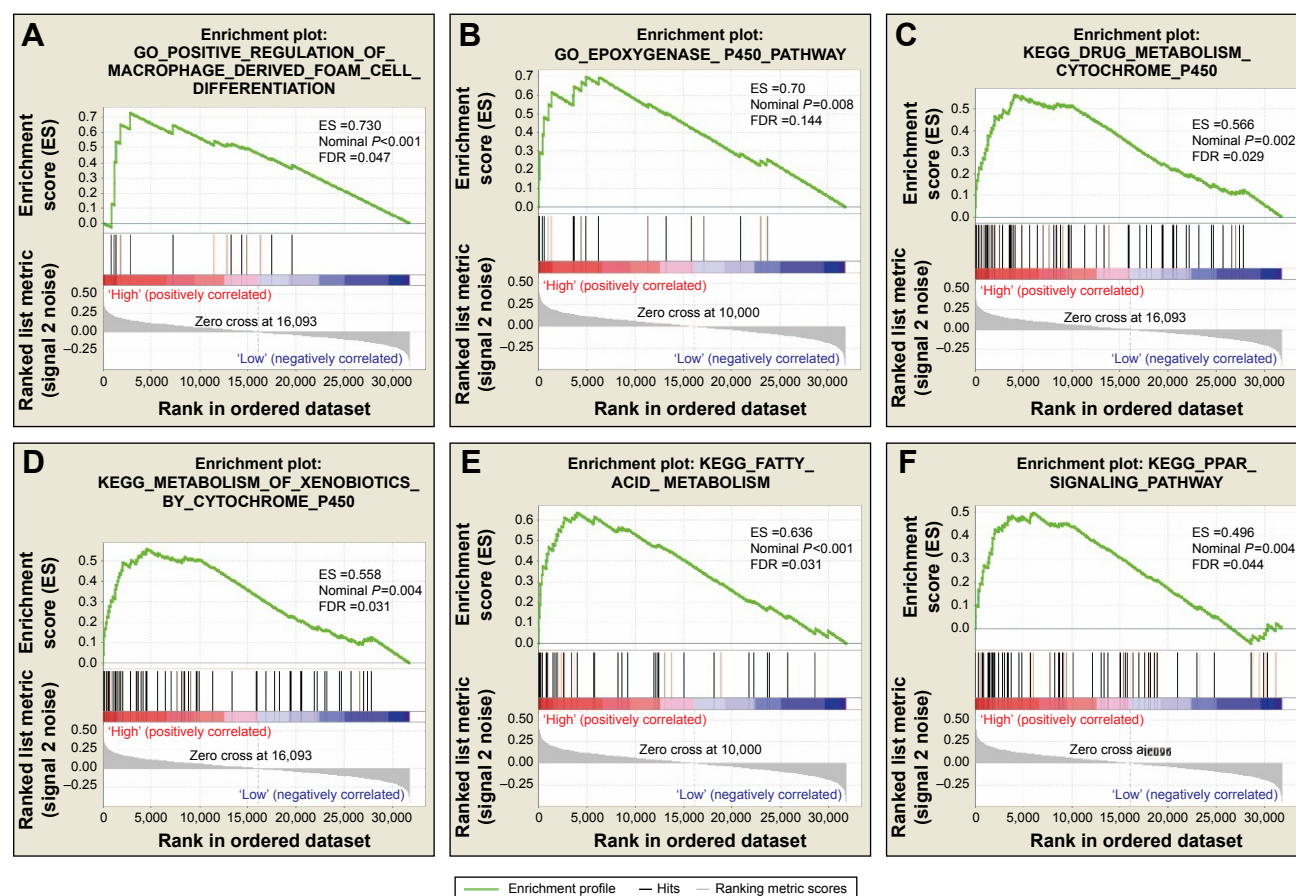 A
Enrichment plot:
GO_POSITIVE_REGULATION_OF_
MACROPHAGE_DERIVED_FOAM_CELL_
DIFFERENTIATION
Enrichment
score (ES)
0.7
0.6
0.5
0.4
0.3
0.2
0.1
0.0
ES =0.730
Nominal P<0.001
FDR =0.047
Ranked list metric
(signal 2 noise)
0.50
0.25
0.00
–0.25
'High' (positively correlated)
Zero cross at 16,093
'Low' (negatively correlated)
0 5,000 10,000 15,000 20,000 25,000 30,000
Rank in ordered dataset
B
Enrichment plot:
GO_EPOXYGENASE_ P450_PATHWAY
Enrichment
score (ES)
0.7
0.6
0.5
0.4
0.3
0.2
0.1
0.0
ES =0.70
Nominal P=0.008
FDR =0.144
Ranked list metric
(signal 2 noise)
0.50
0.25
0.00
–0.25
'High' (positively correlated)
Zero cross at 10,000
'Low' (negatively correlated)
0 5,000 10,000 15,000 20,000 25,000 30,000
Rank in ordered dataset
C
Enrichment plot:
KEGG_DRUG_METABOLISM_
CYTOCHROME_P450
Enrichment
score (ES)
0.5
0.4
0.3
0.2
0.1
0.0
ES =0.566
Nominal P=0.002
FDR =0.029
Ranked list metric
(signal 2 noise)
0.50
0.25
0.00
–0.25
'High' (positively correlated)
Zero cross at 16,093
'Low' (negatively correlated)
0 5,000 10,000 15,000 20,000 25,000 30,000
Rank in ordered dataset
D
Enrichment plot:
KEGG_METABOLISM_OF_XENOBIOTICS_
BY_CYTOCHROME_P450
Enrichment
score (ES)
0.5
0.4
0.3
0.2
0.1
0.0
ES =0.558
Nominal P=0.004
FDR =0.031
Ranked list metric
(signal 2 noise)
0.50
0.25
0.00
–0.25
'High' (positively correlated)
Zero cross at 16,093
'Low' (negatively correlated)
0 5,000 10,000 15,000 20,000 25,000 30,000
Rank in ordered dataset
E
Enrichment plot: KEGG_FATTY_
ACID_ METABOLISM
Enrichment
score (ES)
0.6
0.5
0.4
0.3
0.2
0.1
0.0
ES =0.636
Nominal P<0.001
FDR =0.031
Ranked list metric
(signal 2 noise)
0.50
0.25
0.00
–0.25
'High' (positively correlated)
Zero cross at 10,000
'Low' (negatively correlated)
0 5,000 10,000 15,000 20,000 25,000 30,000
Rank in ordered dataset
F
Enrichment plot: KEGG_PPAR_
SIGNALING_PATHWAY
Enrichment
score (ES)
0.5
0.4
0.3
0.2
0.1
0.0
ES =0.496
Nominal P=0.004
FDR =0.044
Ranked list metric
(signal 2 noise)
0.50
0.25
0.00
–0.25
'High' (positively correlated)
Zero cross
'Low' (negatively correlated)
5,000 10,000 15,000 20,000 25,000 30,000
Rank in ordered dataset
Enrichment profile Hits Ranking metric scores